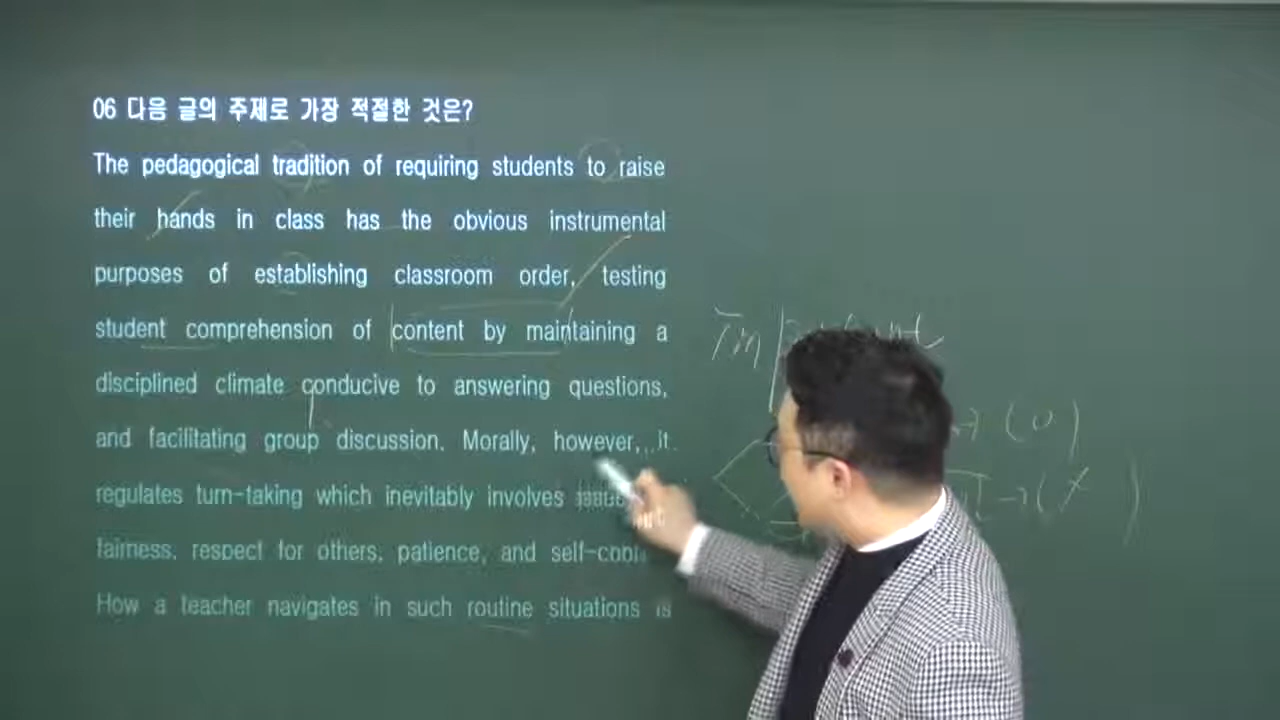 06 다음 글의 주제로 가장 적절한 것은?
The pedagogical tradition of requiring students to raise
their hands in class has the obvious instrumental
purposes of establishing classroom order, testing
student comprehension of content by maintaining a
disciplined climate conducive to answering questions,
and facilitating group discussion. Morally, however, it
regulates turn-taking which inevitably involves
fairness, respect for others, patience, and
How a teacher navigates in such routine situations is
(0)